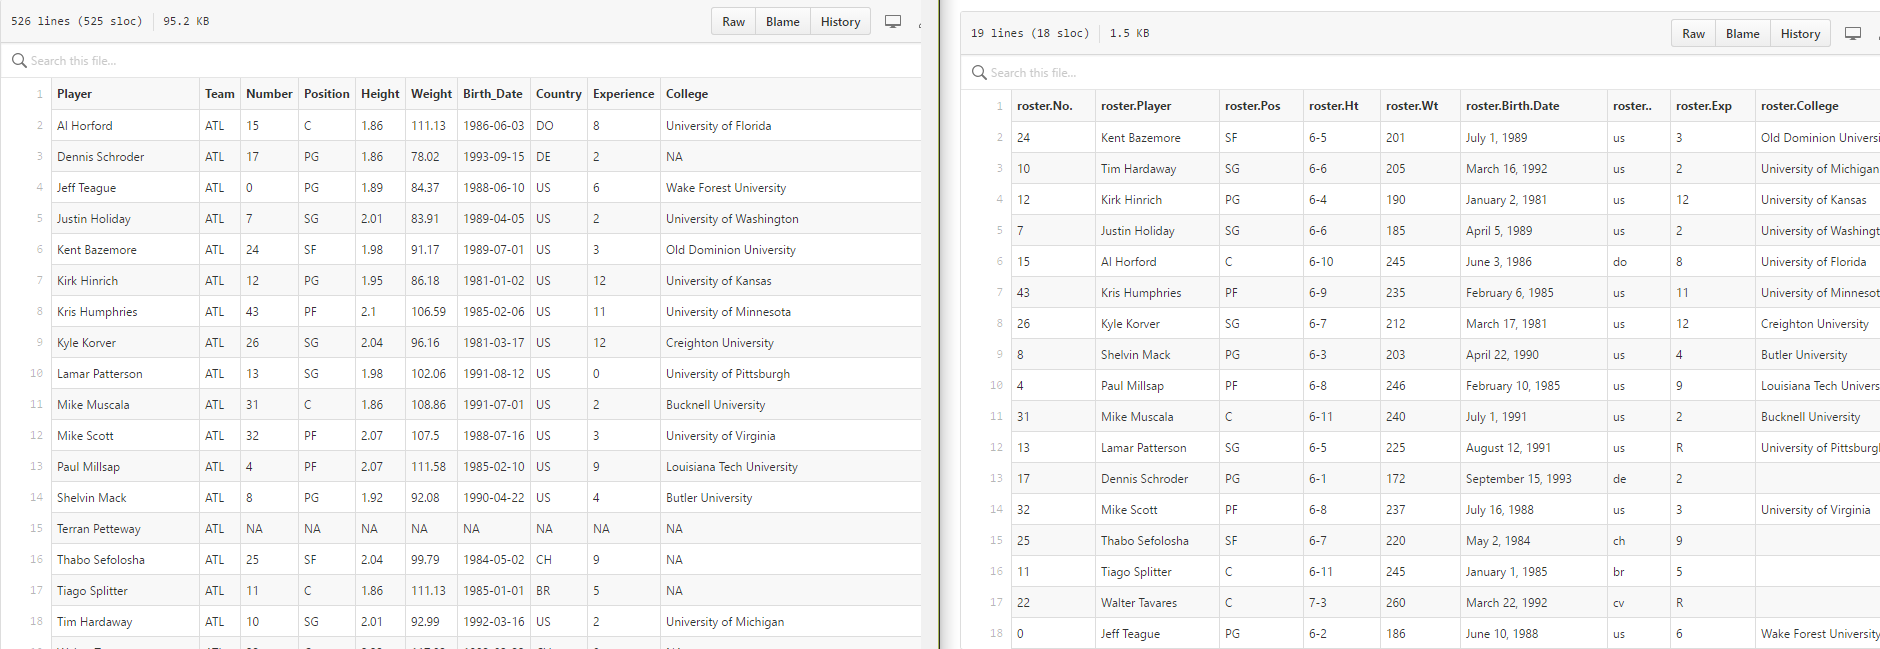 526 lines (525 sloc) 95.2 KB Raw Blame History
Search this file...
1 Player Team Number Position Height Weight Birth_Date Country Experience College
2 Al Horford ATL 15 C 1.86 111.13 1986-06-03 DO 8 University of Florida
3 Dennis Schroder ATL 17 PG 1.86 78.02 1993-09-15 DE 2 NA
4 Jeff Teague ATL 0 PG 1.89 84.37 1988-06-10 US 6 Wake Forest University
5 Justin Holiday ATL 7 SG 2.01 83.91 1989-04-05 US 2 University of Washington
6 Kent Bazemore ATL 24 SF 1.98 91.17 1989-07-01 US 3 Old Dominion University
7 Kirk Hinrich ATL 12 PG 1.95 86.18 1981-01-02 US 12 University of Kansas
8 Kris Humphries ATL 43 PF 2.1 106.59 1985-02-06 US 11 University of Minnesota
9 Kyle Korver ATL 26 SG 2.04 96.16 1981-03-17 US 12 Creighton University
10 Lamar Patterson ATL 13 SG 1.98 102.06 1991-08-12 US 0 University of Pittsburgh
11 Mike Muscala ATL 31 C 1.86 108.86 1991-07-01 US 2 Bucknell University
12 Mike Scott ATL 32 PF 2.07 107.5 1988-07-16 US 3 University of Virginia
13 Paul Millsap ATL 4 PF 2.07 111.58 1985-02-10 US 9 Louisiana Tech University
14 Shelvin Mack ATL 8 PG 1.92 92.08 1990-04-22 US 4 Butler University
15 Terran Petteway ATL NA NA NA NA NA NA NA NA
16 Thabo Sefolosha ATL 25 SF 2.04 99.79 1984-05-02 CH 9 NA
17 Tiago Splitter ATL 11 C 1.86 111.13 1985-01-01 BR 5 NA
18 Tim Hardaway ATL 10 SG 2.01 92.99 1992-03-16 US 2 University of Michigan
19 lines (18 sloc) 1.5 KB Raw Blame History
Search this file...
1 roster.No. roster.Player roster.Pos roster.Ht roster.Wt roster.Birth.Date roster.. roster.Exp roster.College
2 24 Kent Bazemore SF 6-5 201 July 1, 1989 us 3 Old Dominion Universi
3 10 Tim Hardaway SG 6-6 205 March 16, 1992 us 2 University of Michigan
4 12 Kirk Hinrich PG 6-4 190 January 2, 1981 us 12 University of Kansas
5 7 Justin Holiday SG 6-6 185 April 5, 1989 us 2 University of Washingt
6 15 Al Horford C 6-10 245 June 3, 1986 do 8 University of Florida
7 43 Kris Humphries PF 6-9 235 February 6, 1985 us 11 University of Minnesot
8 26 Kyle Korver SG 6-7 212 March 17, 1981 us 12 Creighton University
9 8 Shelvin Mack PG 6-3 203 April 22, 1990 us 4 Butler University
10 4 Paul Millsap PF 6-8 246 February 10, 1985 us 9 Louisiana Tech Univers
11 31 Mike Muscala C 6-11 240 July 1, 1991 us 2 Bucknell University
12 13 Lamar Patterson SG 6-5 225 August 12, 1991 us R University of Pittsburgl
13 17 Dennis Schroder PG 6-1 172 September 15, 1993 de 2
14 32 Mike Scott PF 6-8 237 July 16, 1988 us 3 University of Virginia
15 25 Thabo Sefolosha SF 6-7 220 May 2, 1984 ch 9
16 11 Tiago Splitter C 6-11 245 January 1, 1985 br 5
17 22 Walter Tavares C 7-3 260 March 22, 1992 cv R
18 0 Jeff Teague PG 6-2 186 June 10, 1988 us 6 Wake Forest University